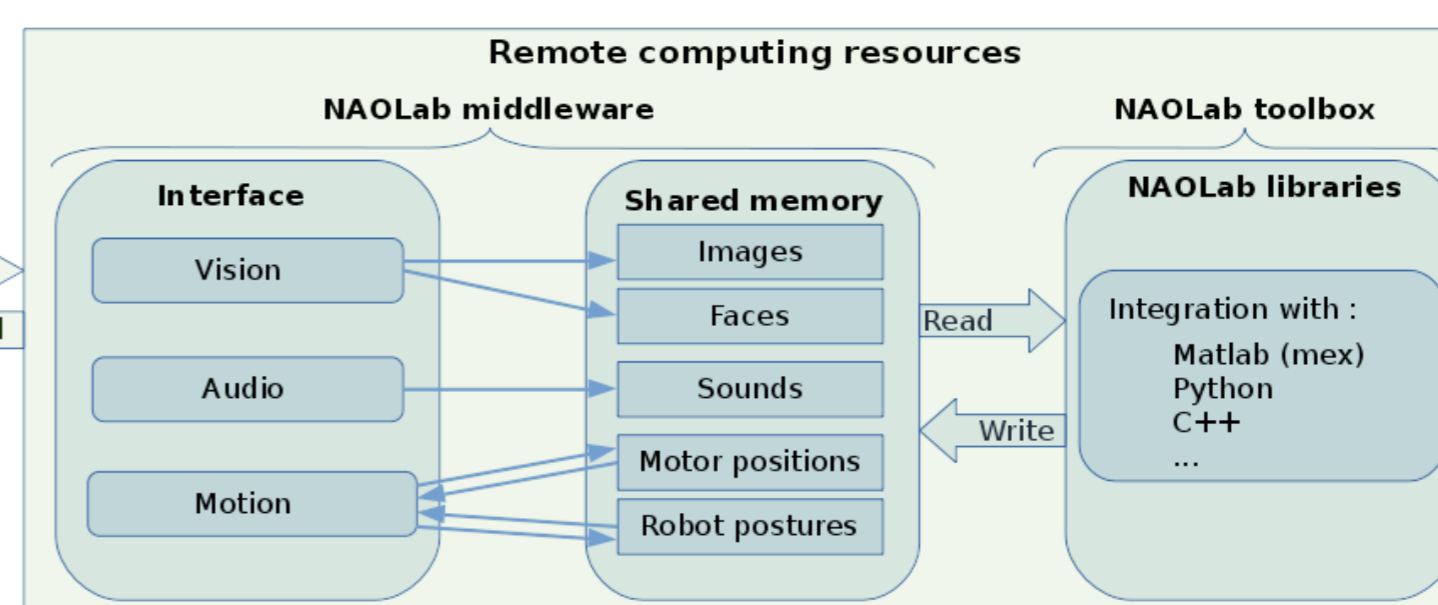 Remote computing resources
NAOLab middleware
NAOLab toolbox
Interface
Vision
Audio
Motion
Shared memory
Images
Faces
Sounds
Motor positions
Robot postures
Read
Write
NAOLab libraries
Integration with :
Matlab (mex)
Python
C++
...